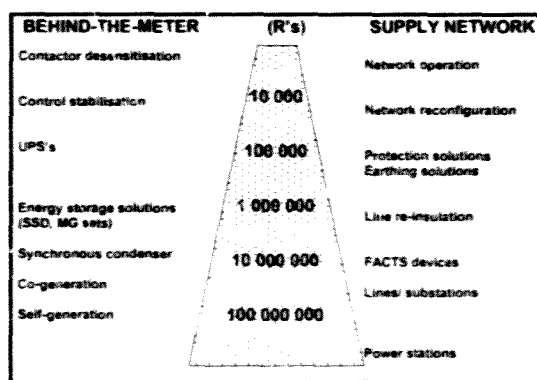 BEHIND-THE-METER (R's) SUPPLY NETWORK
Contactor desensitisation
Network operation
Control stabilisation
10 000
Network reconfiguration
UPS's
100 000
Protection solutions
Earthing solutions
Energy storage solutions
(SSD, MG sets)
1 000 000
Line re-insulation
Synchronous condenser
10 000 000
FACTS devices
Co-generation
Lines/ substations
Self-generation
100 000 000
Power stations